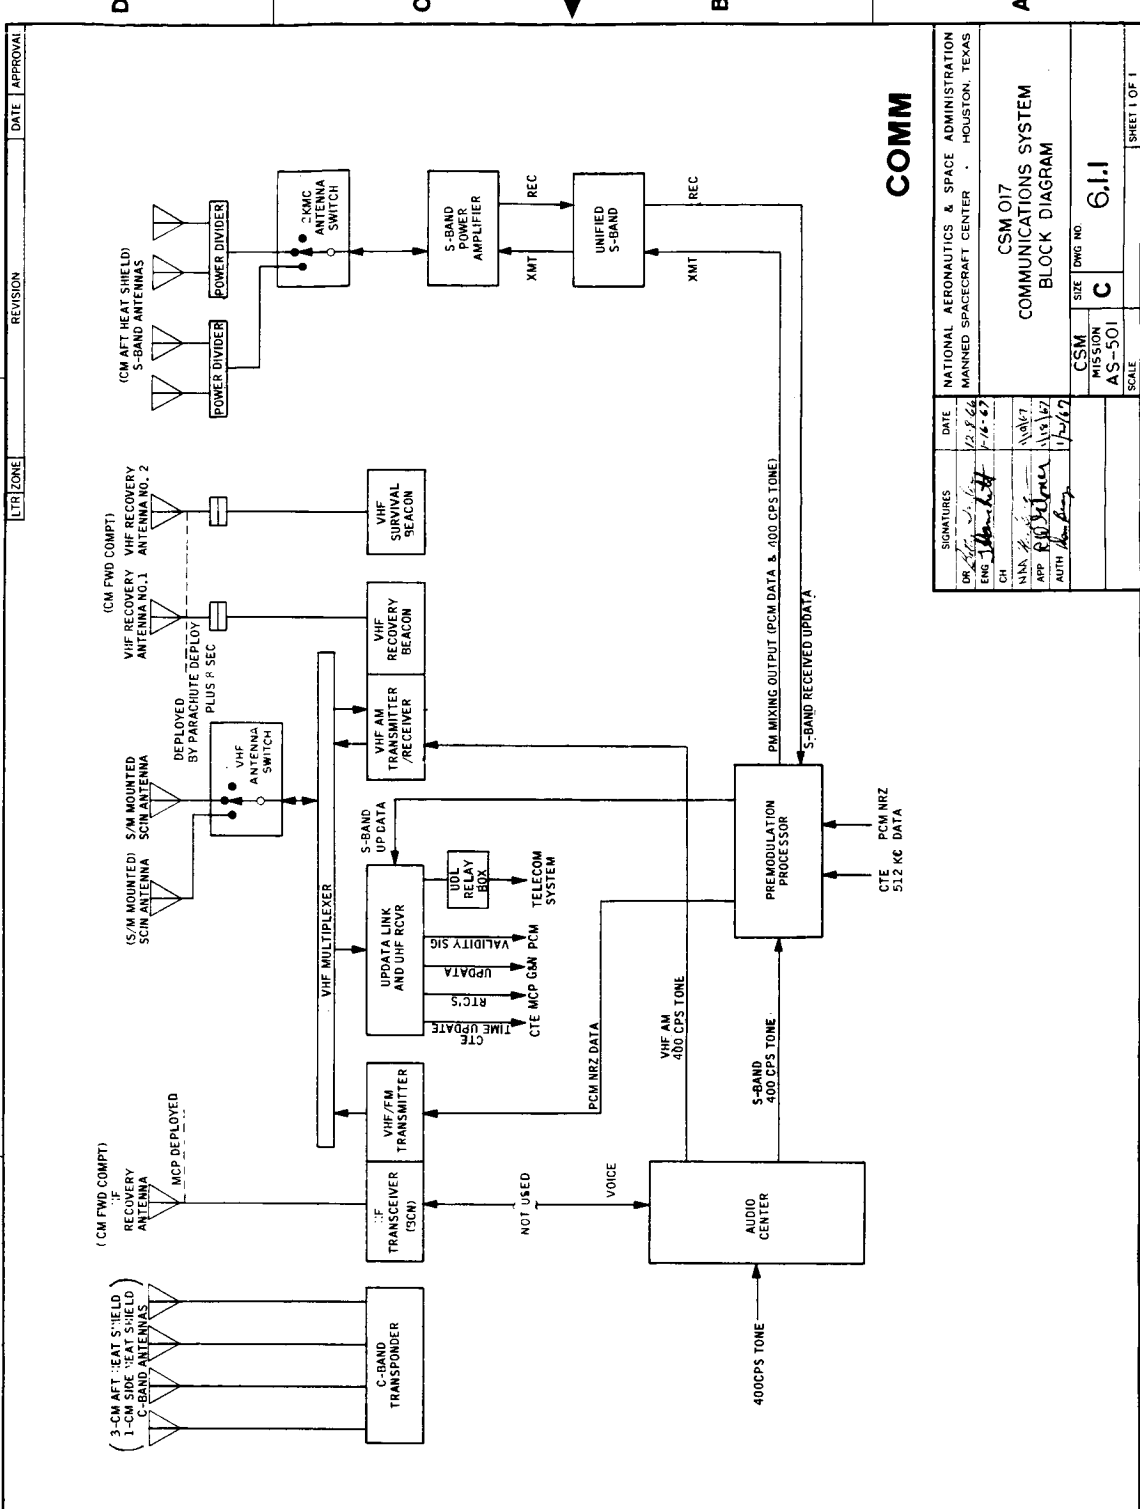 D
C
B
A
LTR
ZONE
REVISION
DATE
APPROVAL
(3-CM AFT HEAT SHIELD
1-CM SIDE HEAT SHIELD)
C-BAND ANTENNAS
(CM FWD COMPT)
RECOVERY
ANTENNA
MCP DEPLOYED
(S/M MOUNTED)
SCIN ANTENNA
S/M MOUNTED
SCIN ANTENNA
(CM FWD COMPT)
VHF RECOVERY
ANTENNA NO.1
VHF RECOVERY
ANTENNA NO. 2
DEPLOYED
BY PARACHUTE DEPLOY
PLUS 8 SEC
(CM AFT HEAT SHIELD)
S-BAND ANTENNAS
POWER DIVIDER
POWER DIVIDER
VHF
ANTENNA
SWITCH
2KMC
ANTENNA
SWITCH
VHF MULTIPLEXER
C-BAND
TRANSPONDER
TRANSCEIVER
VHF/FM
TRANSMITTER
UPDATA LINK
AND UHF RCVR
VHF AM
TRANSMITTER
/RECEIVER
VHF
RECOVERY
BEACON
VHF
SURVIVAL
BEACON
S-BAND
POWER
AMPLIFIER
XMT
REC
UNIFIED
S-BAND
XMT
REC
S-BAND
UP DATA
UDL
RELAY
BOX
TELECOM
SYSTEM
CTE
TIME UPDATE
RTC'S
UPDATA
VALIDITY SIG
CTE MCP G&N PCM
NOT USED
VOICE
PCM NRZ DATA
VHF AM
400 CPS TONE
S-BAND
400 CPS TONE
AUDIO
CENTER
400CPS TONE
PREMODULATION
PROCESSOR
CTE
512 KC
PCM NRZ
DATA
PM MIXING OUTPUT (PCM DATA & 400 CPS TONE)
S-BAND RECEIVED UPDATA
COMM
SIGNATURES
DATE
DR
12-8-66
ENG
1-16-67
CH
APP
1/18/67
AUTH
NATIONAL AERONAUTICS & SPACE ADMINISTRATION
MANNED SPACECRAFT CENTER · HOUSTON, TEXAS
CSM 017
COMMUNICATIONS SYSTEM
BLOCK DIAGRAM
CSM
MISSION
AS-501
SIZE
C
DWG NO.
6.1.1
SCALE
SHEET 1 OF 1